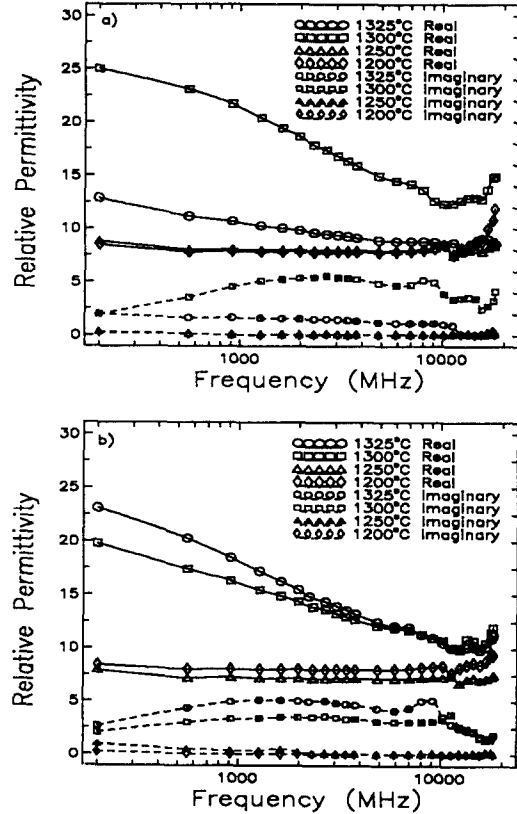 a)
1325°C Real
1300°C Real
1250°C Real
1200°C Real
1325°C Imaginary
1300°C Imaginary
1250°C Imaginary
1200°C Imaginary
30
25
20
15
10
5
0
Relative Permittivity
1000
10000
Frequency (MHz)
b)
1325°C Real
1300°C Real
1250°C Real
1200°C Real
1325°C Imaginary
1300°C Imaginary
1250°C Imaginary
1200°C Imaginary
30
25
20
15
10
5
0
Relative Permittivity
1000
10000
Frequency (MHz)